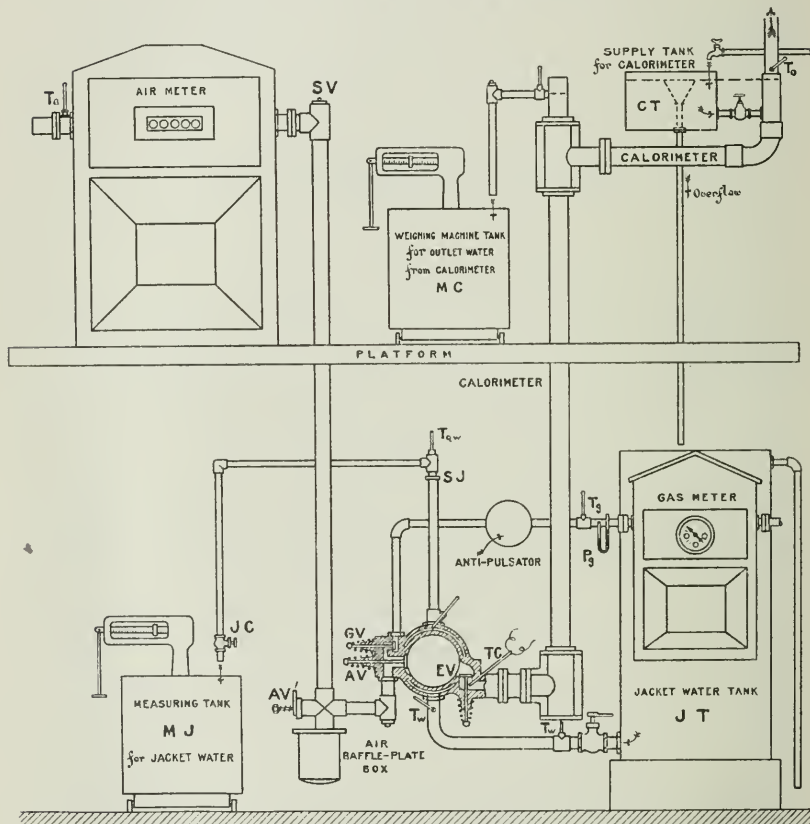 SUPPLY TANK
for CALORIMETER
T₀
Ta
AIR METER
SV
CT
CALORIMETER
Overflow
WEIGHING MACHINE TANK
for OUTLET WATER
from CALORIMETER
MC
PLATFORM
CALORIMETER
Tqw
SJ
GAS METER
Tg
Pg
ANTI-PULSATOR
JC
GV
AV
EV
TC
MEASURING TANK
MJ
for JACKET WATER
AV'
Tw
Tw
JACKET WATER TANK
JT
AIR
BAFFLE-PLATE
BOX